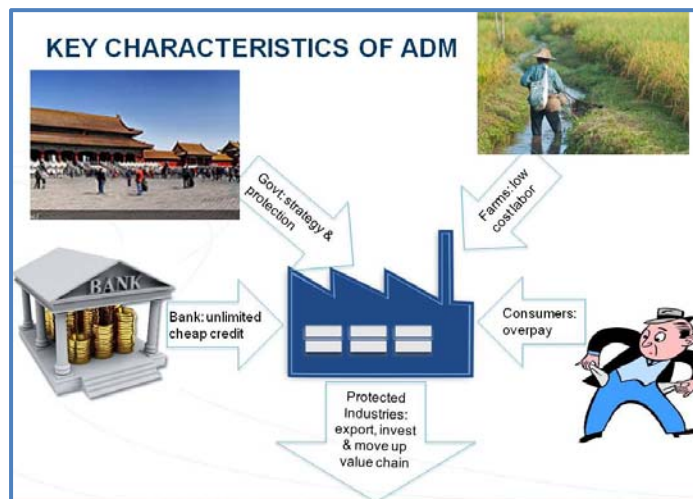 KEY CHARACTERISTICS OF ADM
Govt: strategy &
protection
Farms: low
cost labor
BANK
Bank: unlimited
cheap credit
Consumers:
overpay
Protected
Industries:
export, invest
& move up
value chain